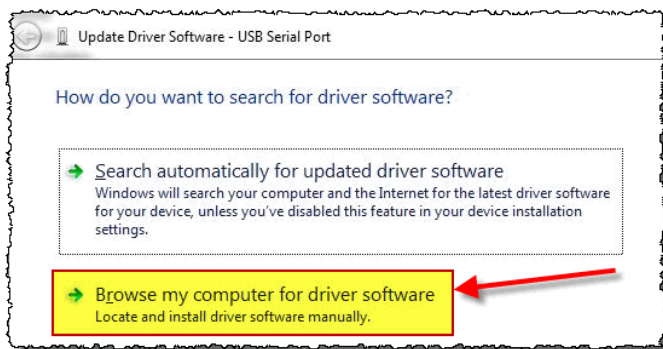 Update Driver Software - USB Serial Port
How do you want to search for driver software?
Search automatically for updated driver software
Windows will search your computer and the Internet for the latest driver software
for your device, unless you've disabled this feature in your device installation
settings.
Browse my computer for driver software
Locate and install driver software manually.